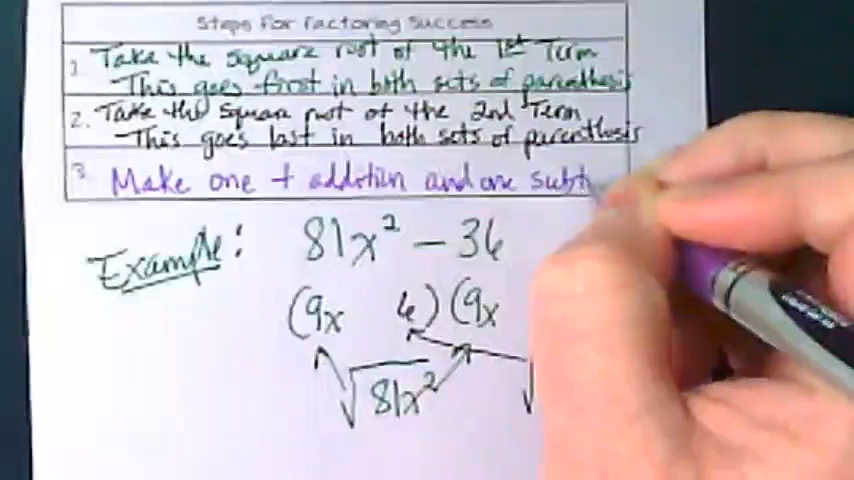 Steps for Factoring Success
1. Take the square root of the 1st Term
- This goes first in both sets of parenthesis
2. Take the square root of the 2nd Term
- This goes last in both sets of parenthesis
3. Make one + addition and one subt
Example: 81x² - 36
(9x 6)(9x
√81x² √